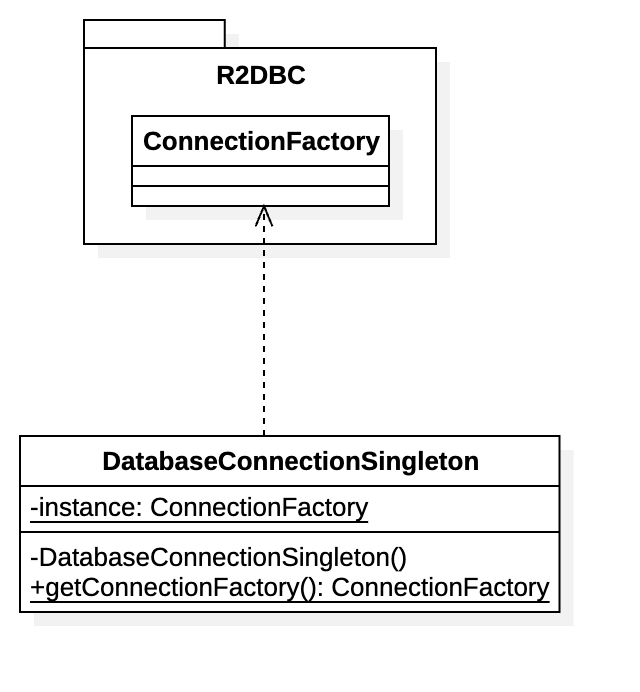 R2DBC
ConnectionFactory
DatabaseConnectionSingleton
-instance: ConnectionFactory
-DatabaseConnectionSingleton()
+getConnectionFactory(): ConnectionFactory